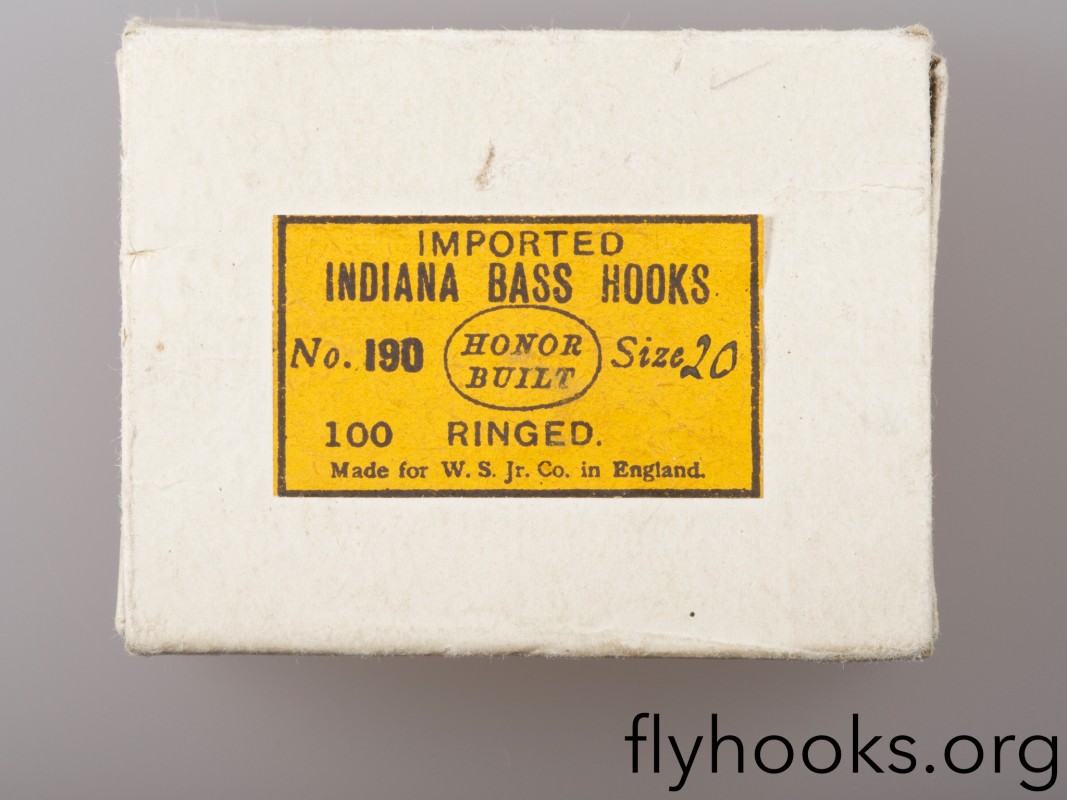 IMPORTED
INDIANA BASS HOOKS
No. 190 HONOR BUILT Size 20
100 RINGED.
Made for W. S. Jr. Co. in England.
flyhooks.org